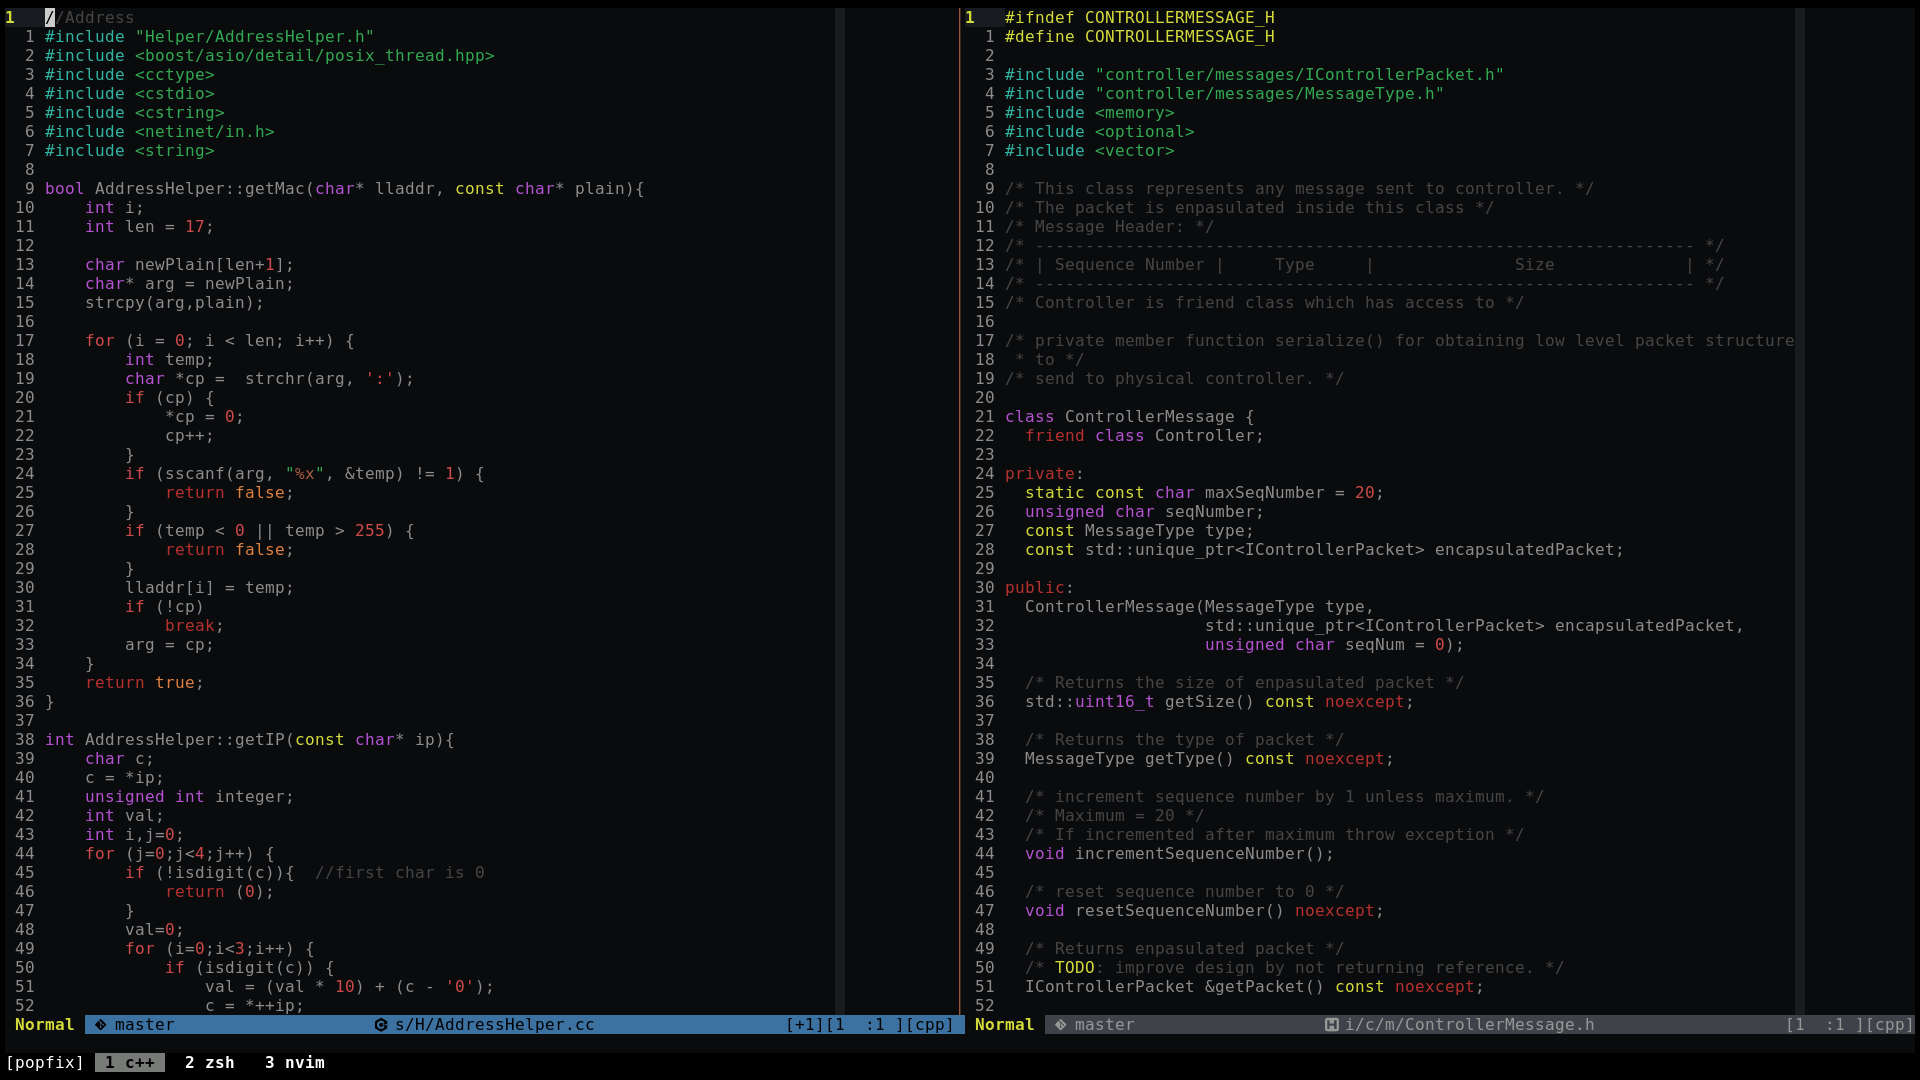 1   //Address
  1 #include "Helper/AddressHelper.h"
  2 #include <boost/asio/detail/posix_thread.hpp>
  3 #include <cctype>
  4 #include <cstdio>
  5 #include <cstring>
  6 #include <netinet/in.h>
  7 #include <string>
  8
  9 bool AddressHelper::getMac(char* lladdr, const char* plain){
 10     int i;
 11     int len = 17;
 12
 13     char newPlain[len+1];
 14     char* arg = newPlain;
 15     strcpy(arg,plain);
 16
 17     for (i = 0; i < len; i++) {
 18         int temp;
 19         char *cp =  strchr(arg, ':');
 20         if (cp) {
 21             *cp = 0;
 22             cp++;
 23         }
 24         if (sscanf(arg, "%x", &temp) != 1) {
 25             return false;
 26         }
 27         if (temp < 0 || temp > 255) {
 28             return false;
 29         }
 30         lladdr[i] = temp;
 31         if (!cp)
 32             break;
 33         arg = cp;
 34     }
 35     return true;
 36 }
 37
 38 int AddressHelper::getIP(const char* ip){
 39     char c;
 40     c = *ip;
 41     unsigned int integer;
 42     int val;
 43     int i,j=0;
 44     for (j=0;j<4;j++) {
 45         if (!isdigit(c)){  //first char is 0
 46             return (0);
 47         }
 48         val=0;
 49         for (i=0;i<3;i++) {
 50             if (isdigit(c)) {
 51                 val = (val * 10) + (c - '0');
 52                 c = *++ip;
Normal master s/H/AddressHelper.cc [+1][1  :1 ][cpp]
1   #ifndef CONTROLLERMESSAGE_H
  1 #define CONTROLLERMESSAGE_H
  2
  3 #include "controller/messages/IControllerPacket.h"
  4 #include "controller/messages/MessageType.h"
  5 #include <memory>
  6 #include <optional>
  7 #include <vector>
  8
  9 /* This class represents any message sent to controller. */
 10 /* The packet is enpasulated inside this class */
 11 /* Message Header: */
 12 /* ------------------------------------------------------------------ */
 13 /* | Sequence Number |     Type     |              Size             | */
 14 /* ------------------------------------------------------------------ */
 15 /* Controller is friend class which has access to */
 16
 17 /* private member function serialize() for obtaining low level packet structure
 18  * to */
 19 /* send to physical controller. */
 20
 21 class ControllerMessage {
 22   friend class Controller;
 23
 24 private:
 25   static const char maxSeqNumber = 20;
 26   unsigned char seqNumber;
 27   const MessageType type;
 28   const std::unique_ptr<IControllerPacket> encapsulatedPacket;
 29
 30 public:
 31   ControllerMessage(MessageType type,
 32                     std::unique_ptr<IControllerPacket> encapsulatedPacket,
 33                     unsigned char seqNum = 0);
 34
 35   /* Returns the size of enpasulated packet */
 36   std::uint16_t getSize() const noexcept;
 37
 38   /* Returns the type of packet */
 39   MessageType getType() const noexcept;
 40
 41   /* increment sequence number by 1 unless maximum. */
 42   /* Maximum = 20 */
 43   /* If incremented after maximum throw exception */
 44   void incrementSequenceNumber();
 45
 46   /* reset sequence number to 0 */
 47   void resetSequenceNumber() noexcept;
 48
 49   /* Returns enpasulated packet */
 50   /* TODO: improve design by not returning reference. */
 51   IControllerPacket &getPacket() const noexcept;
 52
Normal master i/c/m/ControllerMessage.h [1  :1 ][cpp]
[popfix] 1 c++ 2 zsh 3 nvim